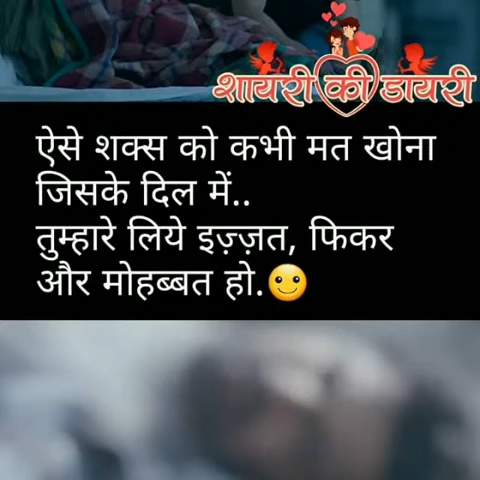 शायरी की डायरी
ऐसे शक्स को कभी मत खोना
जिसके दिल में..
तुम्हारे लिये इज़्ज़त, फिकर
और मोहब्बत हो.🙂